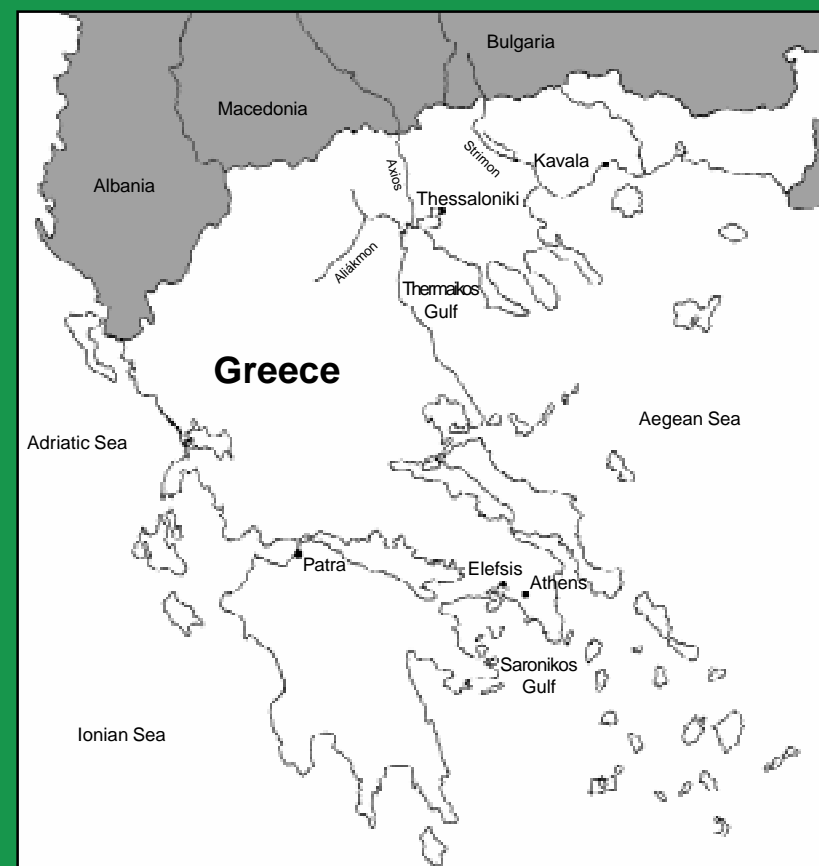 Bulgaria
Macedonia
Albania
Axios
Strimon
Kavala
Thessaloniki
Aliákmon
Thermaikos
Gulf
Greece
Adriatic Sea
Aegean Sea
Patra
Elefsis
Athens
Saronikos
Gulf
Ionian Sea